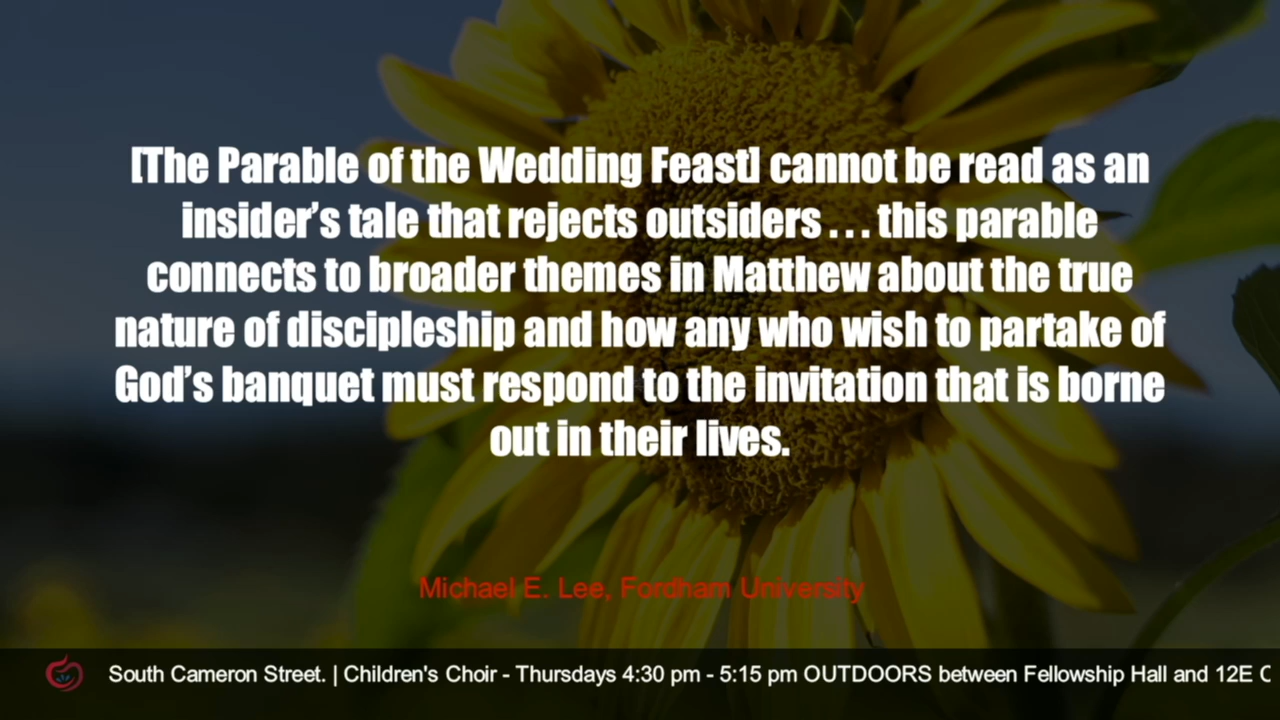 [The Parable of the Wedding Feast] cannot be read as an
insider’s tale that rejects outsiders . . . this parable
connects to broader themes in Matthew about the true
nature of discipleship and how any who wish to partake of
God’s banquet must respond to the invitation that is borne
out in their lives.
Michael E. Lee, Fordham University
South Cameron Street. | Children's Choir - Thursdays 4:30 pm - 5:15 pm OUTDOORS between Fellowship Hall and 12E